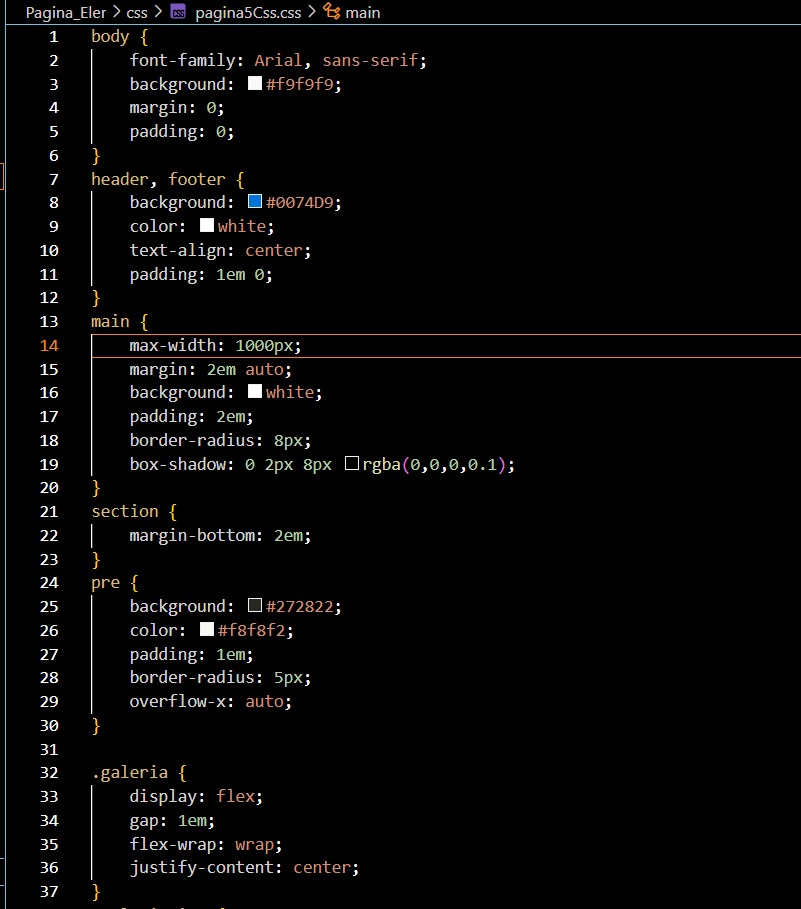 Pagina_Eler > css > pagina5Css.css > main
1 body {
2 font-family: Arial, sans-serif;
3 background: #f9f9f9;
4 margin: 0;
5 padding: 0;
6 }
7 header, footer {
8 background: #0074D9;
9 color: white;
10 text-align: center;
11 padding: 1em 0;
12 }
13 main {
14 max-width: 1000px;
15 margin: 2em auto;
16 background: white;
17 padding: 2em;
18 border-radius: 8px;
19 box-shadow: 0 2px 8px rgba(0,0,0,0.1);
20 }
21 section {
22 margin-bottom: 2em;
23 }
24 pre {
25 background: #272822;
26 color: #f8f8f2;
27 padding: 1em;
28 border-radius: 5px;
29 overflow-x: auto;
30 }
31
32 .galeria {
33 display: flex;
34 gap: 1em;
35 flex-wrap: wrap;
36 justify-content: center;
37 }